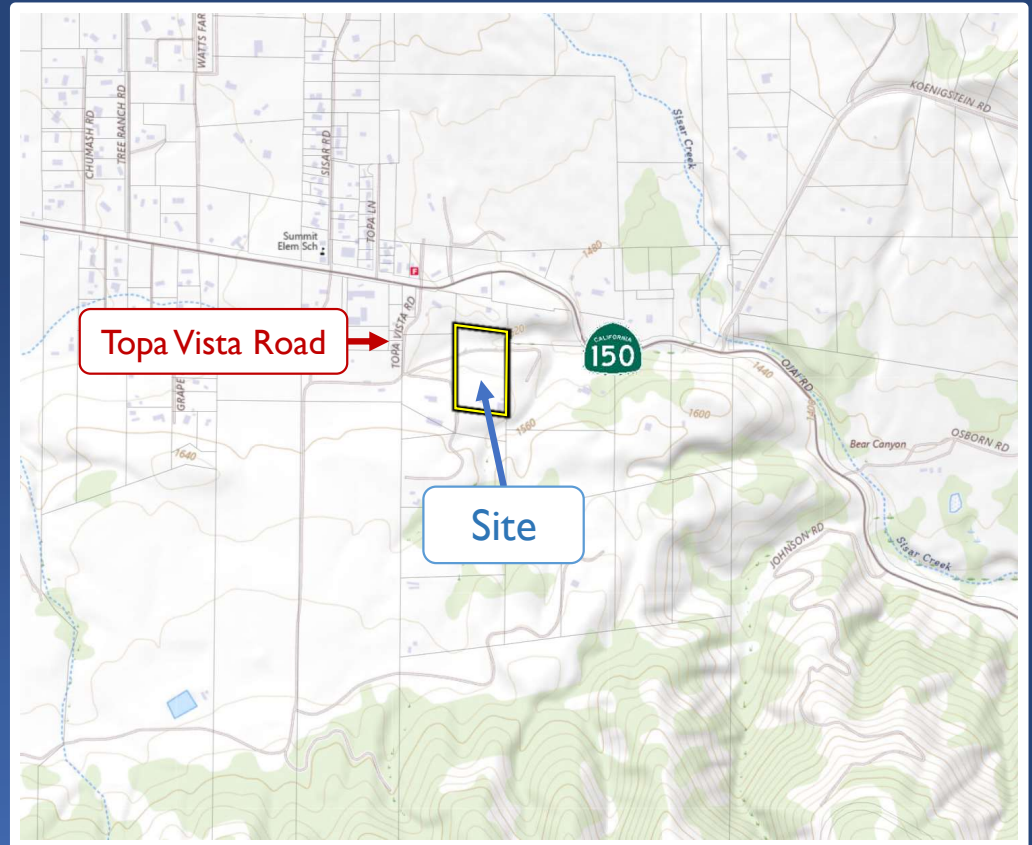 WATTS FAR
KOENIGSTEIN RD
CHUMASH RD
TREE RANCH RD
SISAR RD
Sisar Creek
TOPA LN
Summit
Elem Sch
1480
F
TOPA VISTA RD
20
Topa Vista Road
CALIFORNIA
150
OJAI RD
1440
1400
GRAPE
1560
1600
OSBORN RD
Bear Canyon
1640
Site
JOHNSON RD
Sisar Creek